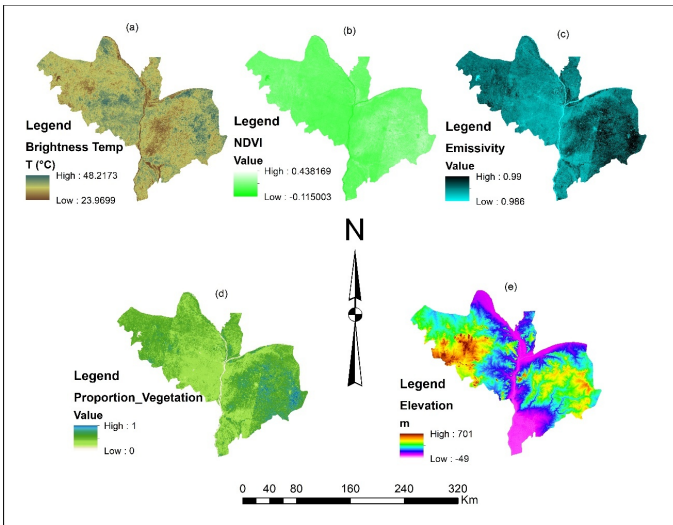 (a)
(b)
(c)
Legend
Brightness Temp
T (°C)
High : 48.2173
Low : 23.9699
Legend
NDVI
Value
High : 0.438169
Low : -0.115003
Legend
Emissivity
Value
High : 0.99
Low : 0.986
N
(d)
(e)
Legend
Proportion_Vegetation
Value
High : 1
Low : 0
Legend
Elevation
m
High : 701
Low : -49
0 20 40 80 160 240 320
Km